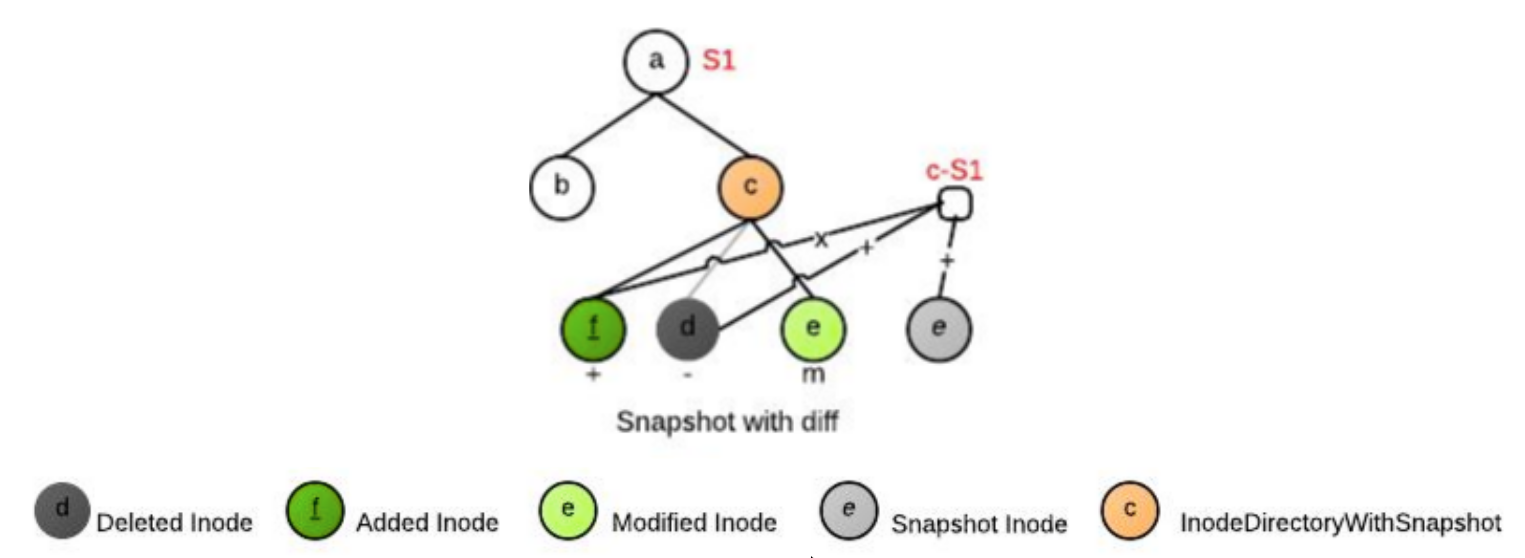 a S1
b c c-S1
x + +
f d e e
+ - m
Snapshot with diff
d Deleted Inode f Added Inode e Modified Inode e Snapshot Inode c InodeDirectoryWithSnapshot